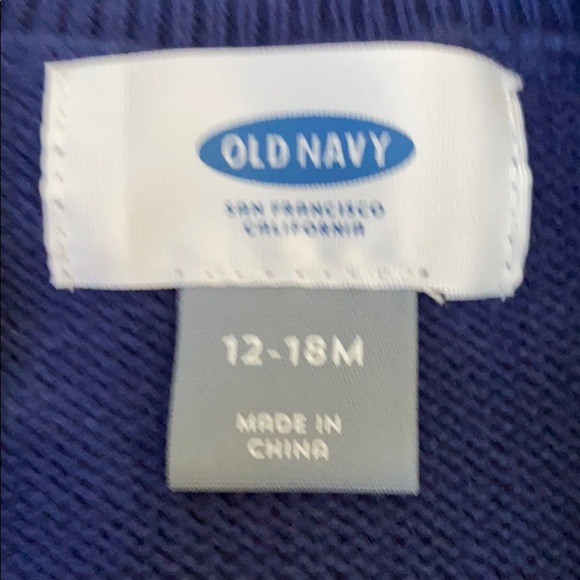 OLD NAVY
SAN FRANCISCO
CALIFORNIA
12-18M
MADE IN
CHINA